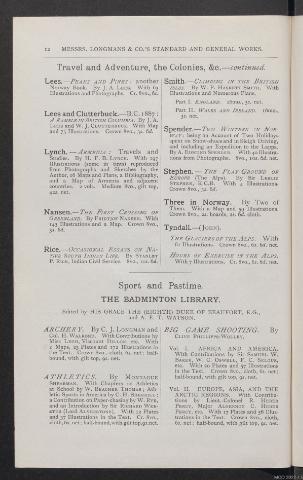 12 MESSRS. LONGMANS & CO.'S STANDARD AND GENERAL WORKS.
Travel and Adventure, the Colonies, &c.—continued.
Lees.—PEAKS AND PINES: another
Norway Book. By J. A. LEES. With 63
Illustrations and Photographs. Cr. 8vo., 6s.
Lees and Clutterbuck.—B.C. 1887:
A RAMBLE IN BRITISH COLUMBIA. By J. A.
LEES and W. J. CLUTTERBUCK. With Map
and 75 Illustrations. Crown 8vo., 3s. 6d.
Lynch.—ARMENIA: Travels and
Studies. By H. F. B. LYNCH. With 197
Illustrations (some in tints) reproduced
from Photographs and Sketches by the
Author, 16 Maps and Plans, a Bibliography,
and a Map of Armenia and adjacent
countries. 2 vols. Medium 8vo., gilt top,
42s. net.
Nansen.—THE FIRST CROSSING OF
GREENLAND. By FRIDTJOF NANSEN. With
143 Illustrations and a Map. Crown 8vo.,
3s. 6d.
Rice.—OCCASIONAL ESSAYS ON NA-
TIVE SOUTH INDIAN LIFE. By STANLEY
P. RICE, Indian Civil Service. 8vo., 10s. 6d.
Smith.—CLIMBING IN THE BRITISH
ISLES. By W. P. HASKETT SMITH. With
Illustrations and Numerous Plans.
Part I. ENGLAND. 16mo., 3s. net.
Part II. WALES AND IRELAND. 16mo.,
3s. net.
Spender.—TWO WINTERS IN NOR-
WAY: being an Account of Two Holidays
spent on Snow-shoes and in Sleigh Driving,
and including an Expedition to the Lapps.
By A. EDMUND SPENDER. With 40 Illustra-
tions from Photographs. 8vo., 10s. 6d. net.
Stephen.—THE PLAY-GROUND OF
EUROPE (The Alps). By Sir LESLIE
STEPHEN, K.C.B. With 4 Illustrations.
Crown 8vo., 3s. 6d.
Three in Norway. By Two of
Them. With a Map and 59 Illustrations.
Crown 8vo., 2s. boards, 2s. 6d. cloth.
Tyndall.—(JOHN).
THE GLACIERS OF THE ALPS. With
61 Illustrations. Crown 8vo., 6s. 6d. net.
HOURS OF EXERCISE IN THE ALPS.
With 7 Illustrations. Cr. 8vo., 6s. 6d. net.
Sport and Pastime.
THE BADMINTON LIBRARY.
Edited by HIS GRACE THE (EIGHTH) DUKE OF BEAUFORT, K.G.,
and A. E. T. WATSON.
ARCHERY. By C. J. LONGMAN and
Col. H. WALROND. With Contributions by
Miss LEGH, Viscount DILLON, etc. With
2 Maps, 23 Plates and 172 Illustrations in
the Text. Crown 8vo., cloth, 6s. net; half-
bound, with gilt top, 9s. net.
ATHLETICS. By MONTAGUE
SHEARMAN. With Chapters on Athletics
at School by W. BEACHER THOMAS; Ath-
letic Sports in America by C. H. SHERRILL;
a Contribution on Paper-chasing by W. RYE,
and an Introduction by Sir RICHARD WEB-
STER (Lord ALVERSTONE). With 12 Plates
and 37 Illustrations in the Text. Cr. 8vo.,
cloth, 6s. net; half-bound, with gilt top, 9s. net.
BIG GAME SHOOTING. By
CLIVE PHILLIPPS-WOLLEY.
Vol. I. AFRICA AND AMERICA.
With Contributions by Sir SAMUEL W.
BAKER, W. C. OSWELL, F. C. SELOUS,
etc. With 20 Plates and 57 Illustrations
in the Text. Crown 8vo., cloth, 6s. net;
half-bound, with gilt top, 9s. net.
Vol. II. EUROPE, ASIA, AND THE
ARCTIC REGIONS. With Contribu-
tions by Lieut.-Colonel R. HEBER
PERCY, Major ALGERNON C. HEBER
PERCY, etc. With 17 Plates and 56 Illus-
trations in the Text. Crown 8vo., cloth,
6s. net; half-bound, with gilt top, 9s. net.